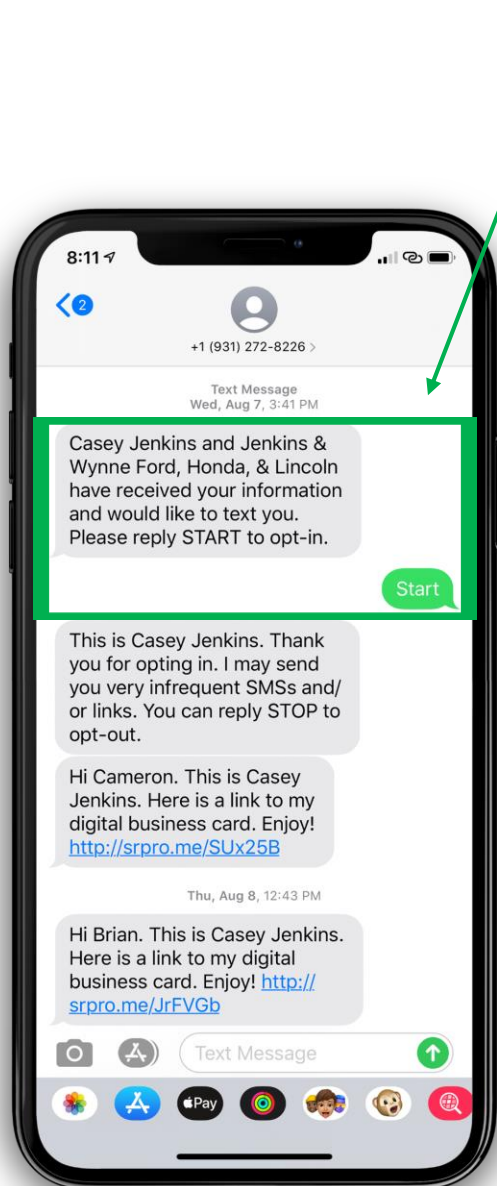 8:11
2
+1 (931) 272-8226 >
Text Message
Wed, Aug 7, 3:41 PM
Casey Jenkins and Jenkins &
Wynne Ford, Honda, & Lincoln
have received your information
and would like to text you.
Please reply START to opt-in.
Start
This is Casey Jenkins. Thank
you for opting in. I may send
you very infrequent SMSs and/
or links. You can reply STOP to
opt-out.
Hi Cameron. This is Casey
Jenkins. Here is a link to my
digital business card. Enjoy!
http://srpro.me/SUx25B
Thu, Aug 8, 12:43 PM
Hi Brian. This is Casey Jenkins.
Here is a link to my digital
business card. Enjoy! http://
srpro.me/JrFVGb
Text Message
Pay